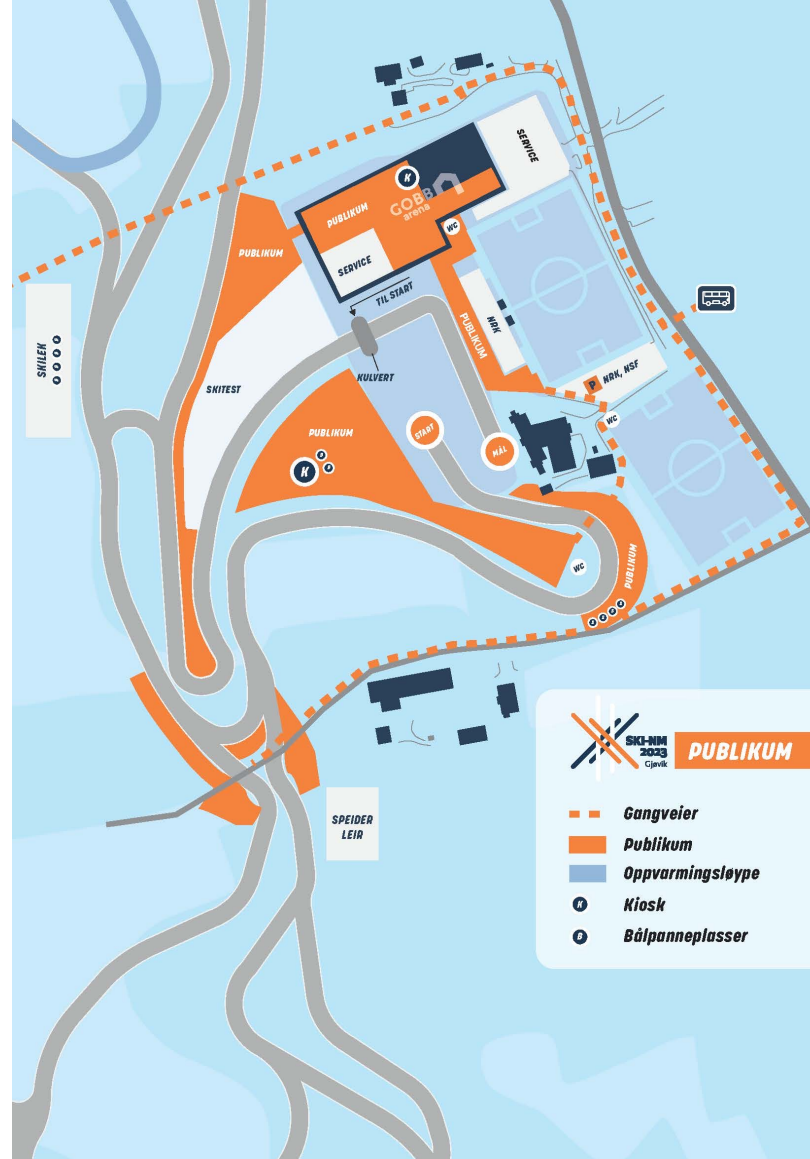 SERVICE
K
GOBB
arena
PUBLIKUM
WC
PUBLIKUM
SERVICE
TIL START
NRK
PUBLIKUM
SKILEK
KULVERT
SKITEST
P
NRK, NSF
WC
PUBLIKUM
START
MÅL
K
PUBLIKUM
WC
SKI-NM
2023
Gjøvik
PUBLIKUM
SPEIDER
LEIR
Gangveier
Publikum
Oppvarmingsløype
K
Kiosk
B
Bålpanneplasser